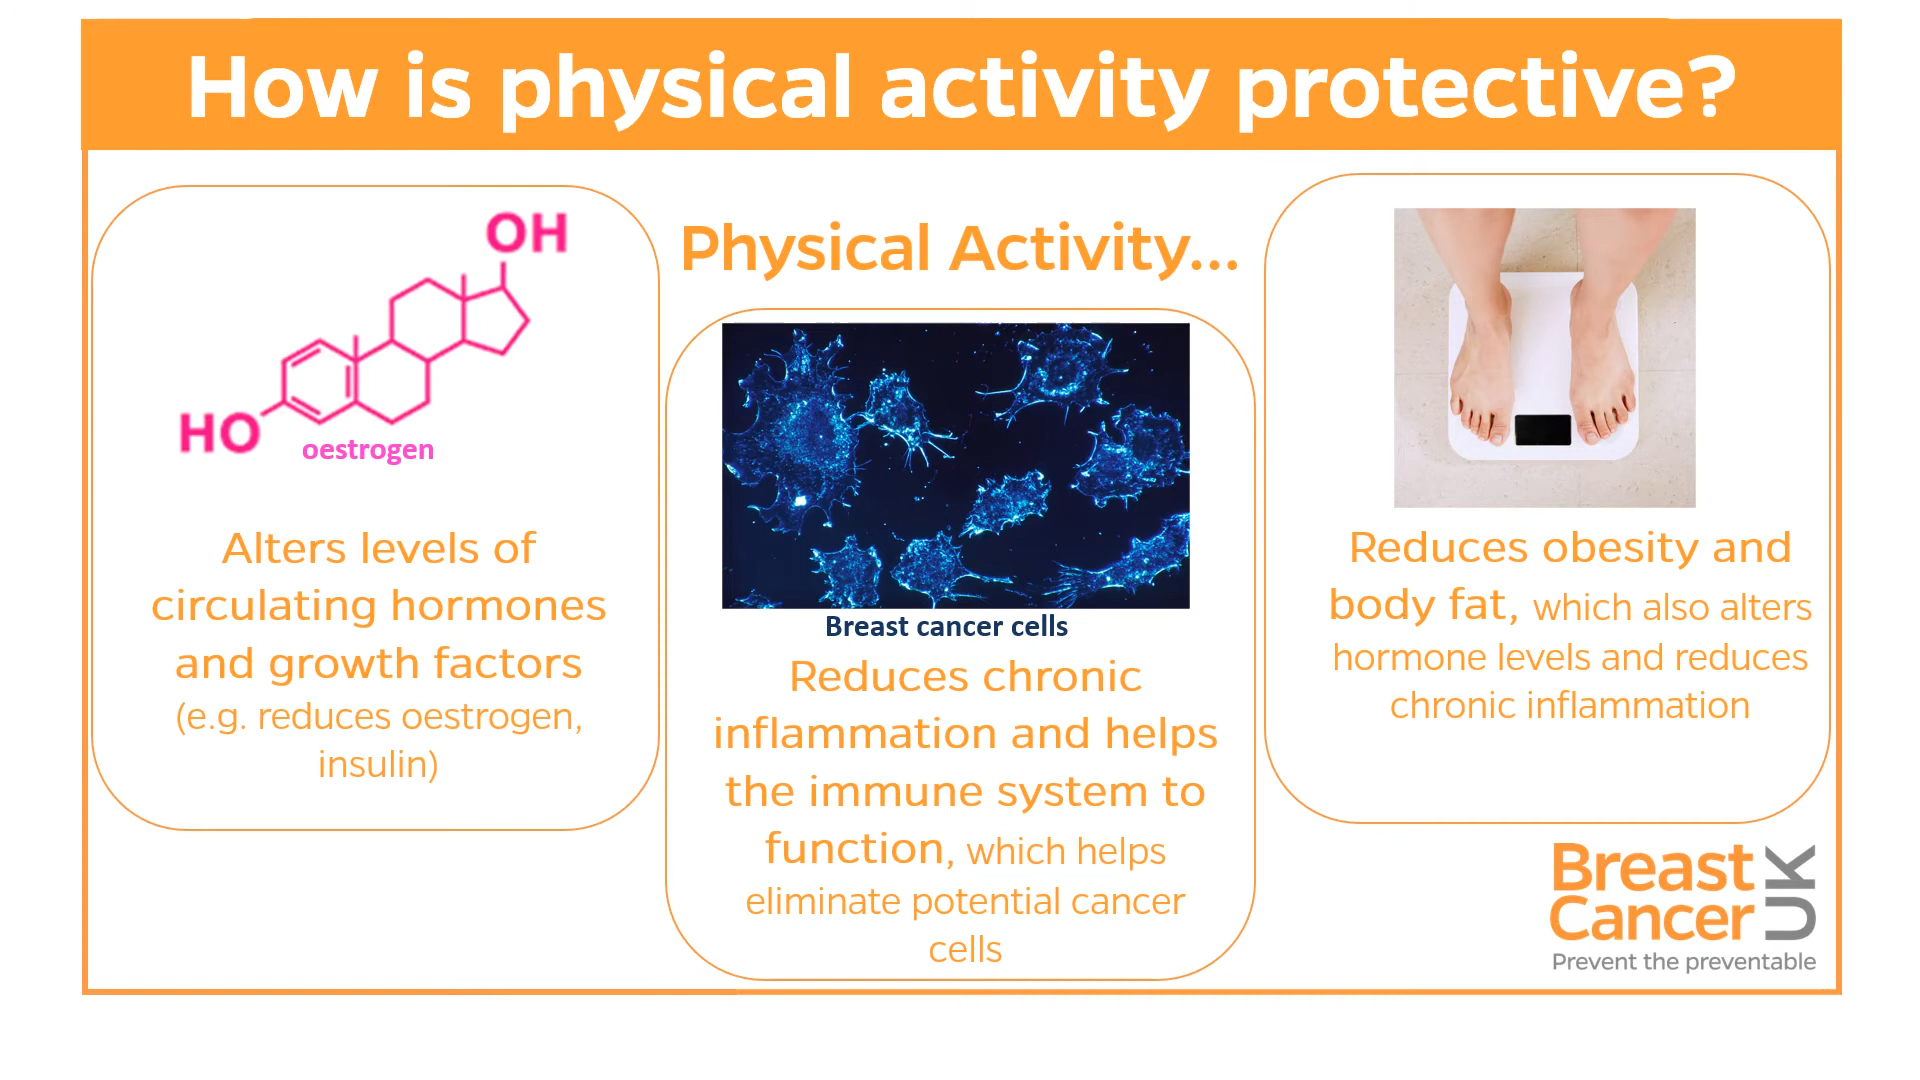 How is physical activity protective?
OH
HO
oestrogen
Alters levels of
circulating hormones
and growth factors
(e.g. reduces oestrogen,
insulin)
Physical Activity...
Breast cancer cells
Reduces chronic
inflammation and helps
the immune system to
function, which helps
eliminate potential cancer
cells
Reduces obesity and
body fat, which also alters
hormone levels and reduces
chronic inflammation
Breast
Cancer
UK
Prevent the preventable